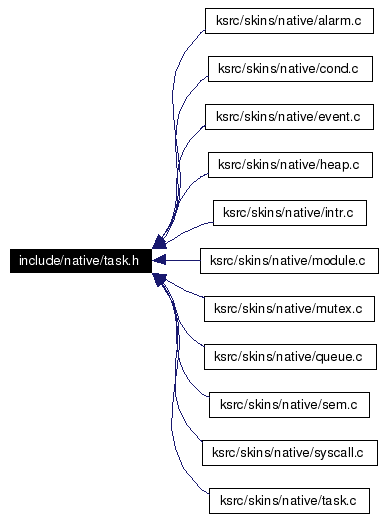 ksrc/skins/native/alarm.c
ksrc/skins/native/cond.c
ksrc/skins/native/event.c
ksrc/skins/native/heap.c
ksrc/skins/native/intr.c
include/native/task.h
ksrc/skins/native/module.c
ksrc/skins/native/mutex.c
ksrc/skins/native/queue.c
ksrc/skins/native/sem.c
ksrc/skins/native/syscall.c
ksrc/skins/native/task.c